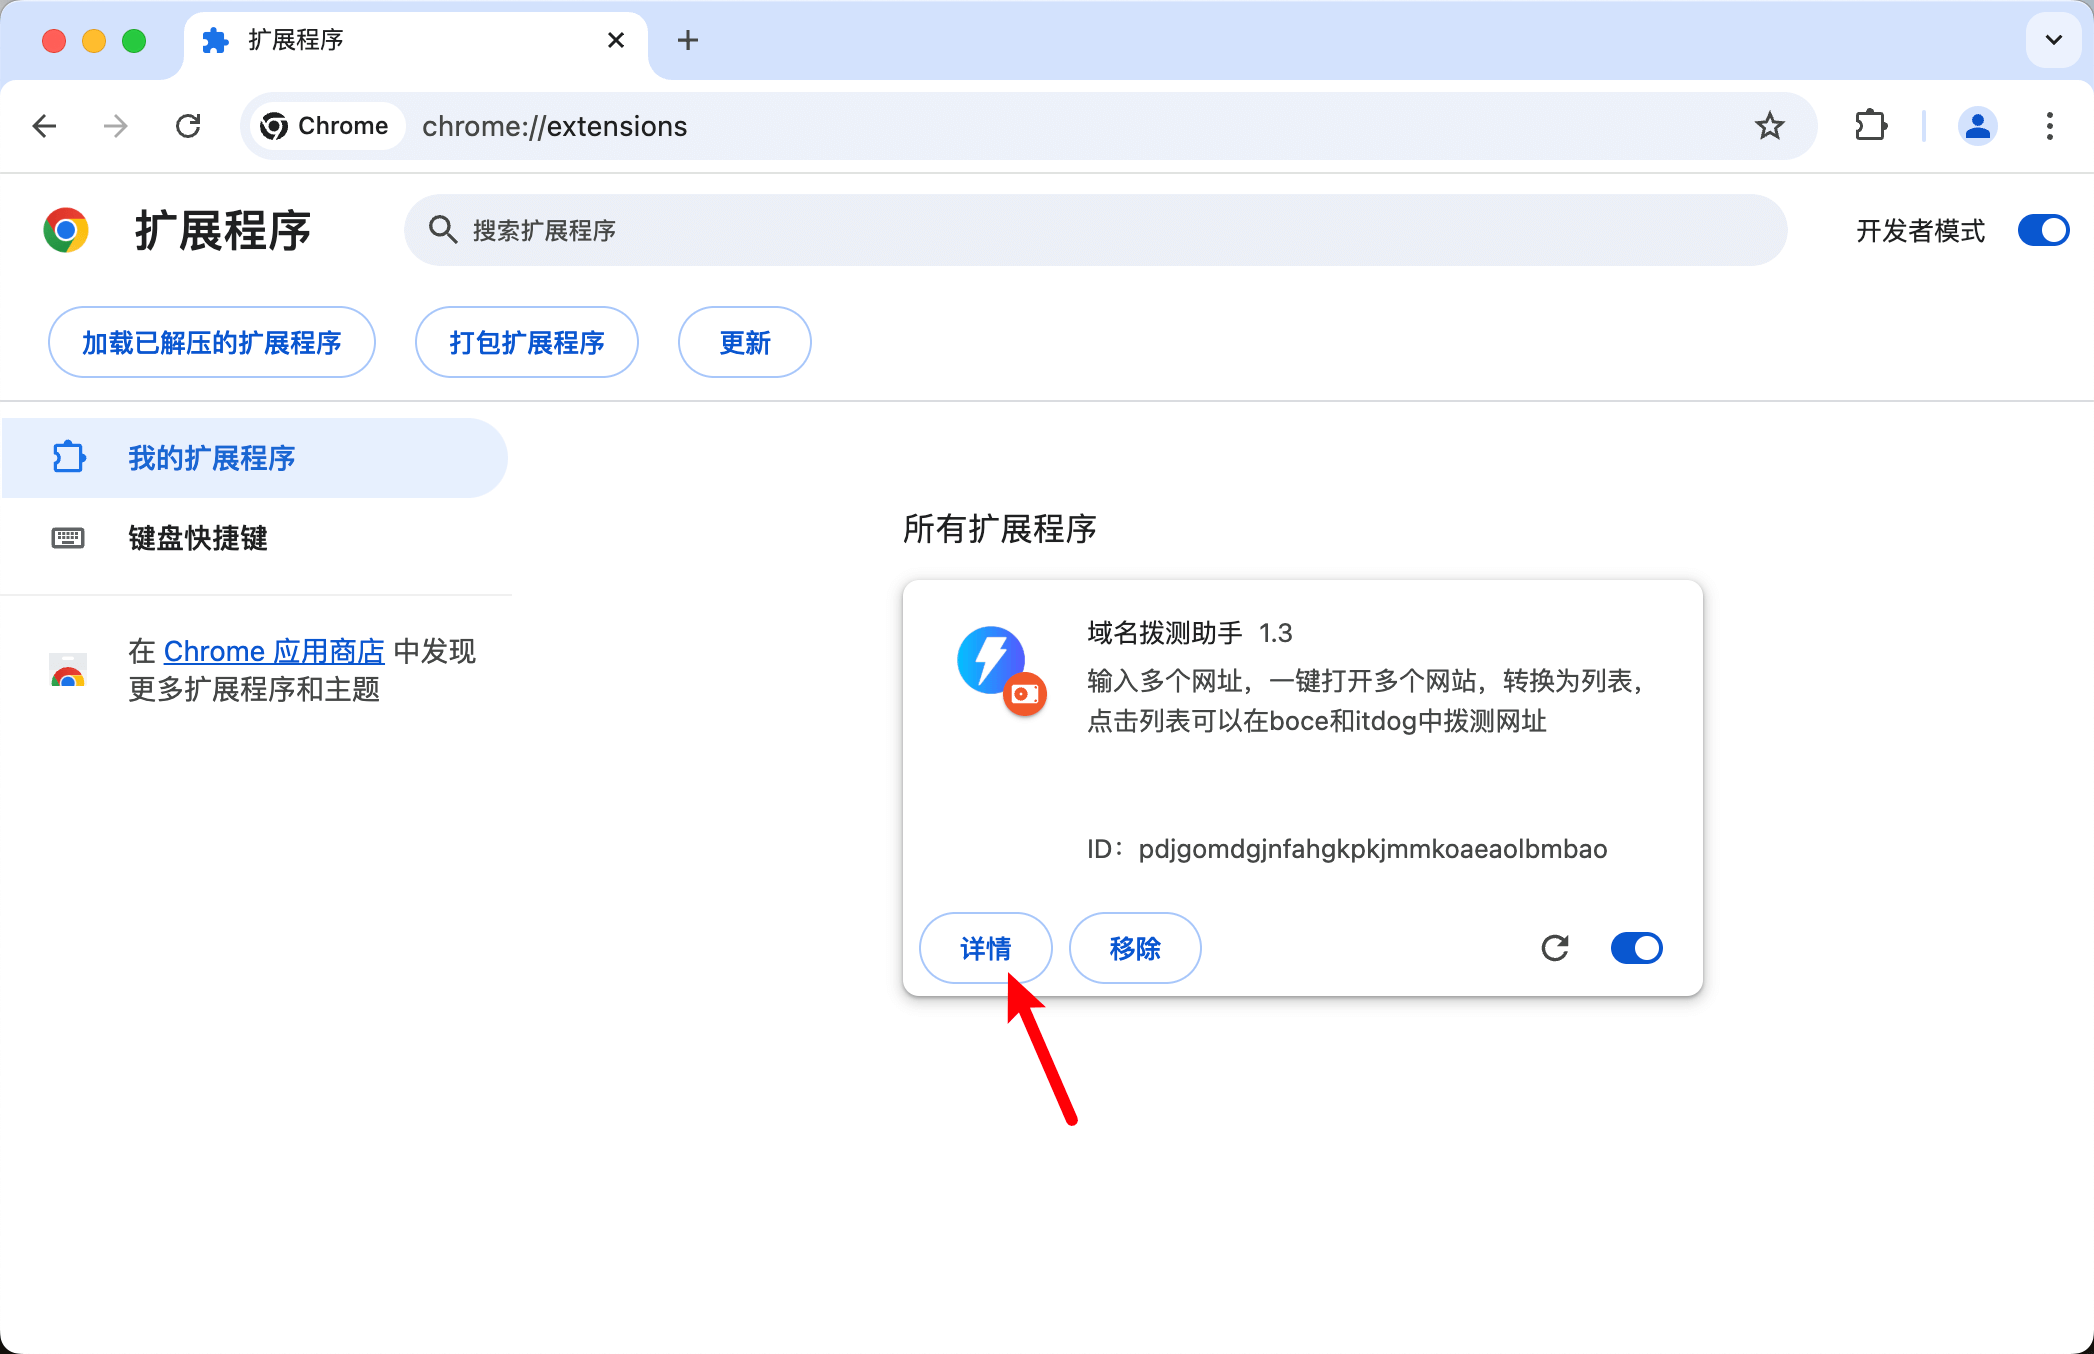 扩展程序
Chrome
chrome://extensions
扩展程序
搜索扩展程序
开发者模式
加载已解压的扩展程序
打包扩展程序
更新
我的扩展程序
键盘快捷键
在 Chrome 应用商店 中发现
更多扩展程序和主题
所有扩展程序
域名拨测助手 1.3
输入多个网址，一键打开多个网站，转换为列表，
点击列表可以在boce和itdog中拨测网址
ID：pdjgomdgjnfahgkpkjmmkoaeaolbmbao
详情
移除